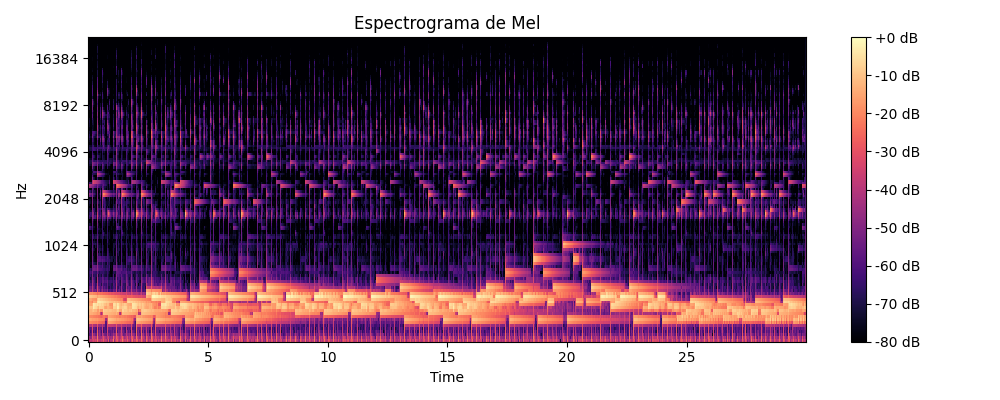 Espectrograma de Mel
Hz
16384
8192
4096
2048
1024
512
0
0 5 10 15 20 25
Time
+0 dB
-10 dB
-20 dB
-30 dB
-40 dB
-50 dB
-60 dB
-70 dB
-80 dB